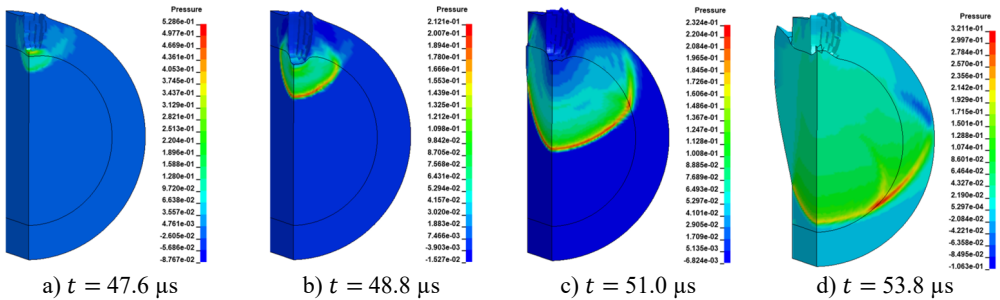 Pressure
5.286e-01
4.977e-01
4.669e-01
4.361e-01
4.053e-01
3.745e-01
3.437e-01
3.129e-01
2.821e-01
2.513e-01
2.204e-01
1.896e-01
1.588e-01
1.280e-01
9.720e-02
6.638e-02
3.557e-02
4.761e-03
-2.605e-02
-5.686e-02
-8.767e-02
Pressure
2.121e-01
2.007e-01
1.894e-01
1.780e-01
1.666e-01
1.553e-01
1.439e-01
1.325e-01
1.212e-01
1.098e-01
9.842e-02
8.705e-02
7.568e-02
6.431e-02
5.294e-02
4.157e-02
3.020e-02
1.883e-02
7.466e-03
-3.903e-03
-1.527e-02
Pressure
2.324e-01
2.204e-01
2.084e-01
1.965e-01
1.845e-01
1.726e-01
1.606e-01
1.486e-01
1.367e-01
1.247e-01
1.128e-01
1.008e-01
8.885e-02
7.689e-02
6.493e-02
5.297e-02
4.101e-02
2.905e-02
1.709e-02
5.135e-03
-6.824e-03
Pressure
3.211e-01
2.997e-01
2.784e-01
2.570e-01
2.356e-01
2.142e-01
1.929e-01
1.715e-01
1.501e-01
1.288e-01
1.074e-01
8.601e-02
6.464e-02
4.327e-02
2.190e-02
5.297e-04
-2.084e-02
-4.221e-02
-6.358e-02
-8.495e-02
-1.063e-01
a) t = 47.6 μs
b) t = 48.8 μs
c) t = 51.0 μs
d) t = 53.8 μs